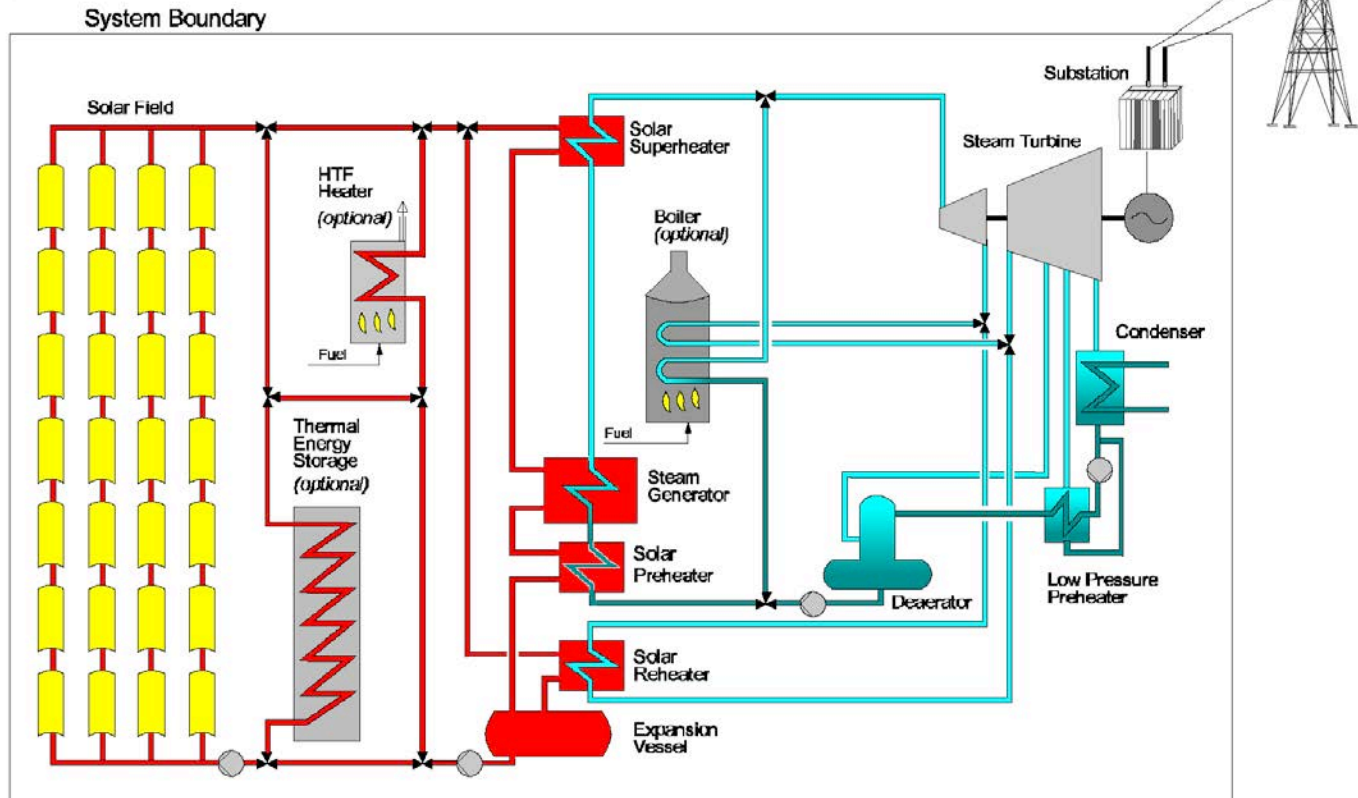 System Boundary
Substation
Solar Field
Solar
Superheater
Steam Turbine
HTF
Heater
(optional)
Boiler
(optional)
Condenser
Fuel
Thermal
Energy
Storage
(optional)
Fuel
Steam
Generator
Solar
Preheater
Low Pressure
Preheater
Deaerator
Solar
Reheater
Expansion
Vessel